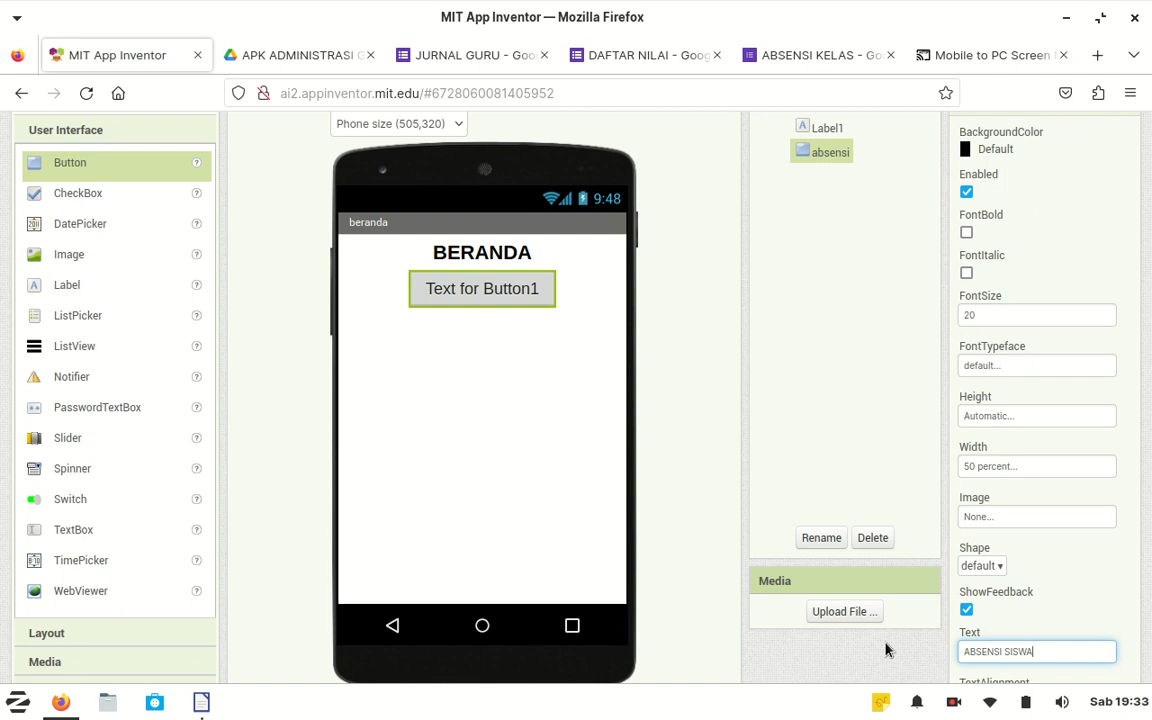 MIT App Inventor — Mozilla Firefox
MIT App Inventor
APK ADMINISTRASI G
JURNAL GURU - Goo
DAFTAR NILAI - Goog
ABSENSI KELAS - Go
Mobile to PC Screen
ai2.appinventor.mit.edu/#6728060081405952
User Interface
Button
CheckBox
DatePicker
Image
Label
ListPicker
ListView
Notifier
PasswordTextBox
Slider
Spinner
Switch
TextBox
TimePicker
WebViewer
Layout
Media
Phone size (505,320)
9:48
beranda
BERANDA
Text for Button1
Label1
absensi
Rename Delete
Media
Upload File ...
BackgroundColor
Default
Enabled
FontBold
FontItalic
FontSize
20
FontTypeface
default...
Height
Automatic...
Width
50 percent...
Image
None...
Shape
default
ShowFeedback
Text
ABSENSI SISWA
TextAlignment
Sab 19:33